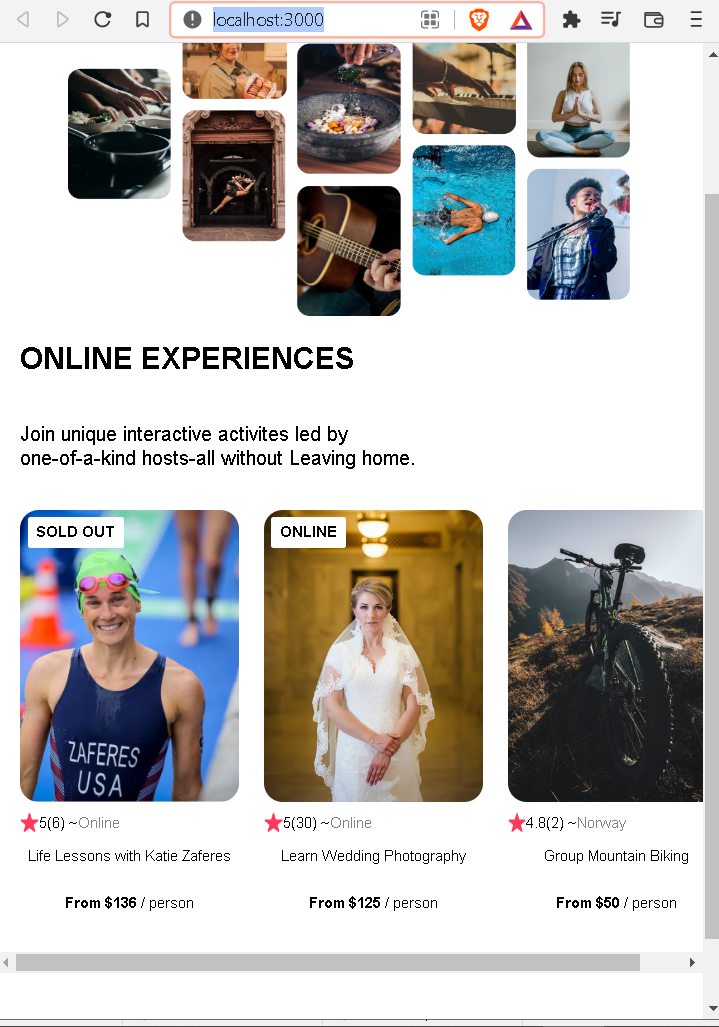 localhost:3000
ONLINE EXPERIENCES
Join unique interactive activites led by
one-of-a-kind hosts-all without Leaving home.
SOLD OUT
ONLINE
ZAFERES
USA
5(6) ~Online
5(30) ~Online
4.8(2) ~Norway
Life Lessons with Katie Zaferes
Learn Wedding Photography
Group Mountain Biking
From $136 / person
From $125 / person
From $50 / person